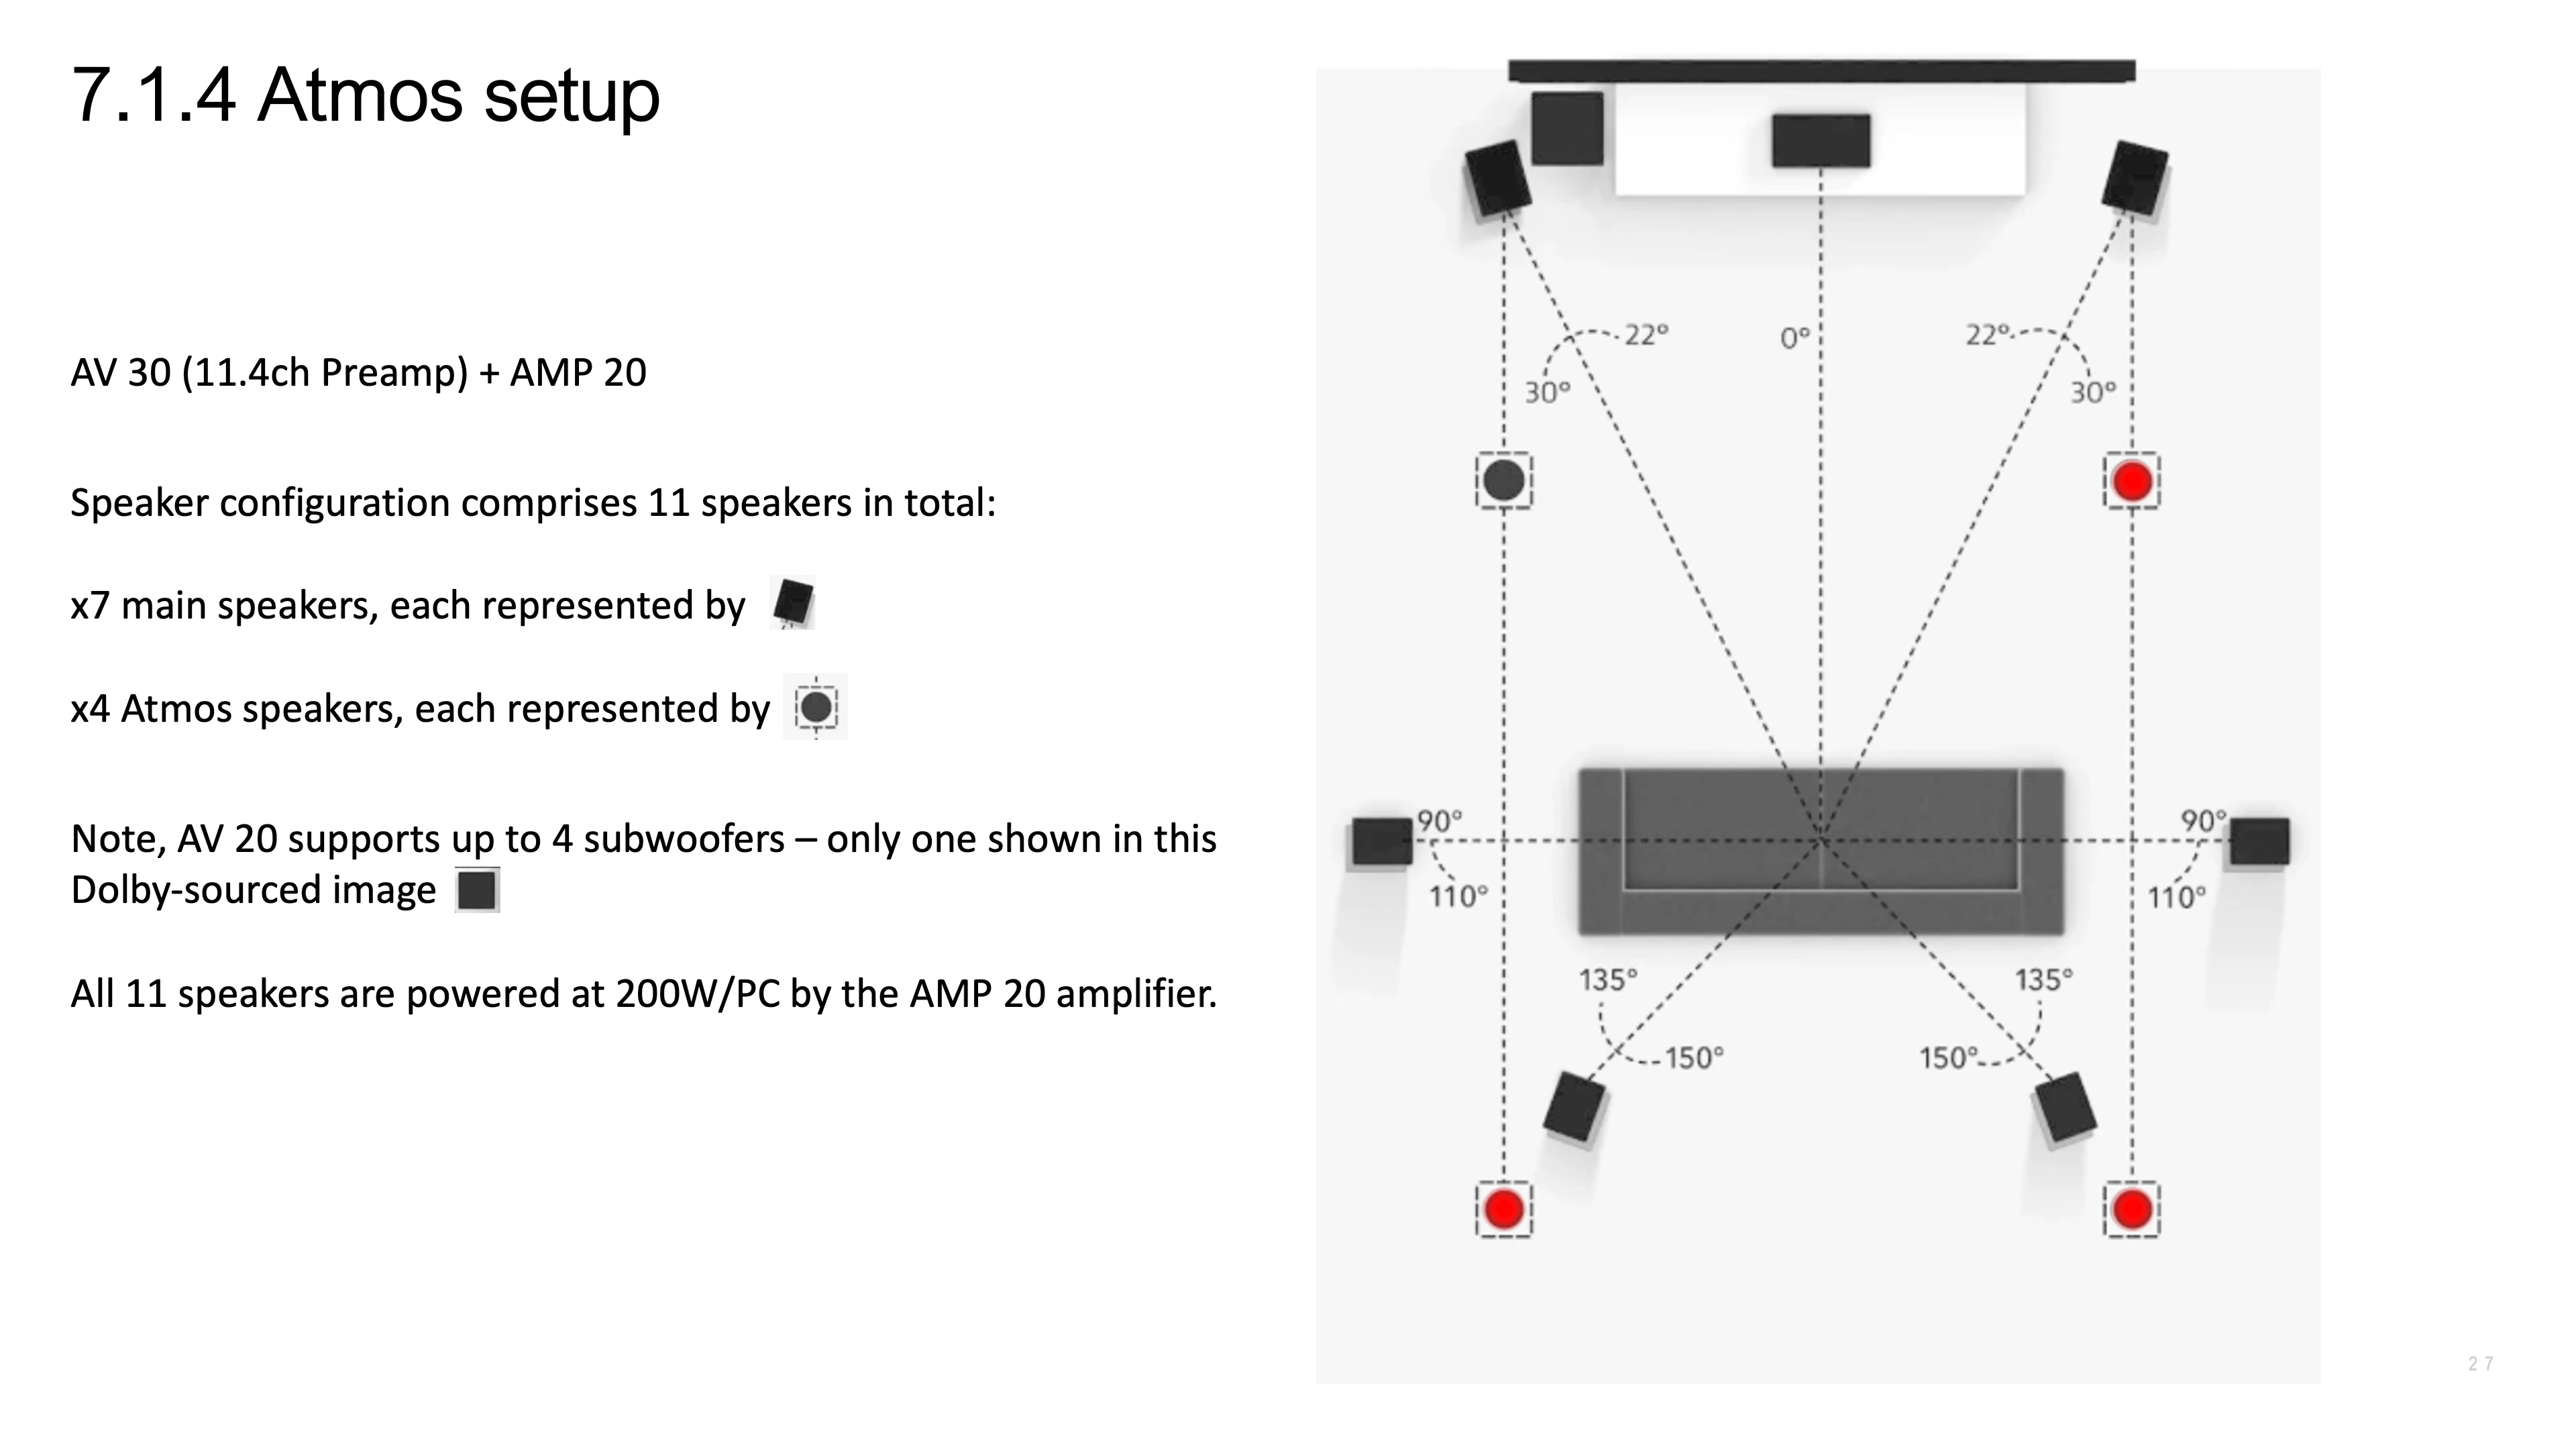 7.1.4 Atmos setup
AV 30 (11.4ch Preamp) + AMP 20
Speaker configuration comprises 11 speakers in total:
x7 main speakers, each represented by
x4 Atmos speakers, each represented by
Note, AV 20 supports up to 4 subwoofers – only one shown in this
Dolby-sourced image
All 11 speakers are powered at 200W/PC by the AMP 20 amplifier.
22°
0°
22°
30°
30°
90°
90°
110°
110°
135°
135°
150°
150°
27